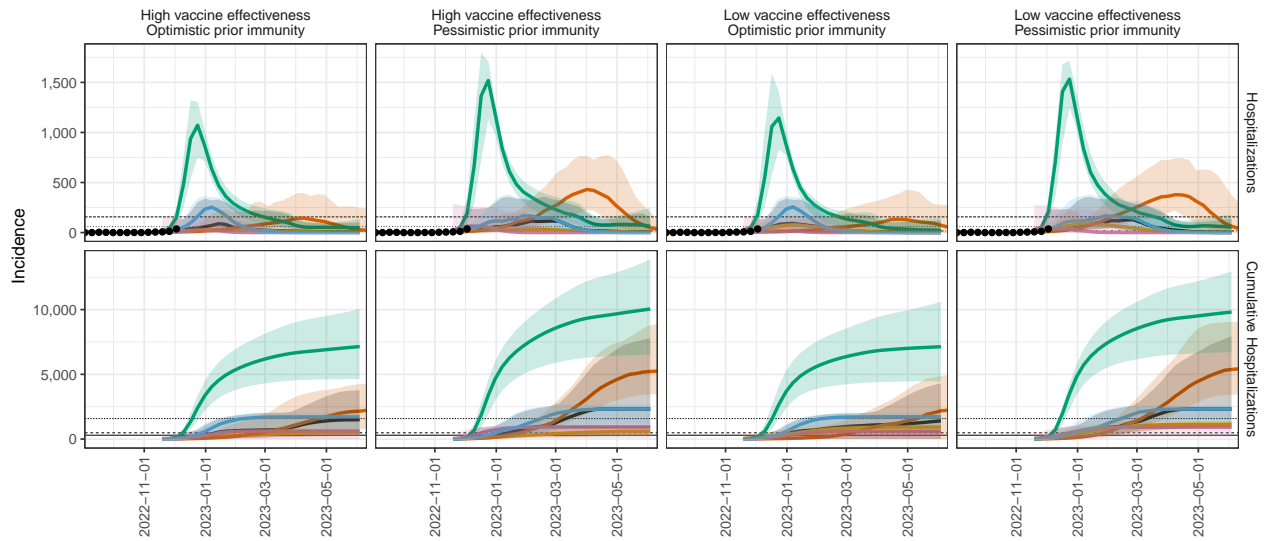 High vaccine effectiveness
Optimistic prior immunity
High vaccine effectiveness
Pessimistic prior immunity
Low vaccine effectiveness
Optimistic prior immunity
Low vaccine effectiveness
Pessimistic prior immunity
Incidence
1,500
1,000
500
0
Hospitalizations
10,000
5,000
0
Cumulative Hospitalizations
2022−11−01
2023−01−01
2023−03−01
2023−05−01
2022−11−01
2023−01−01
2023−03−01
2023−05−01
2022−11−01
2023−01−01
2023−03−01
2023−05−01
2022−11−01
2023−01−01
2023−03−01
2023−05−01